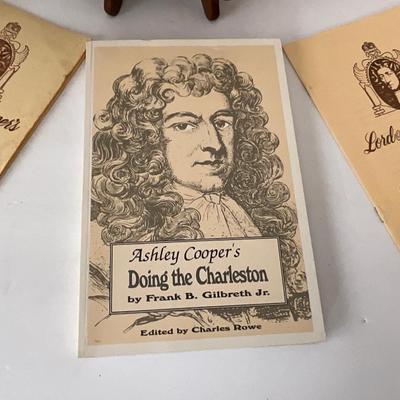 Ashley Cooper's
Doing the Charleston
by Frank B. Gilbreth Jr.
Edited by Charles Rowe